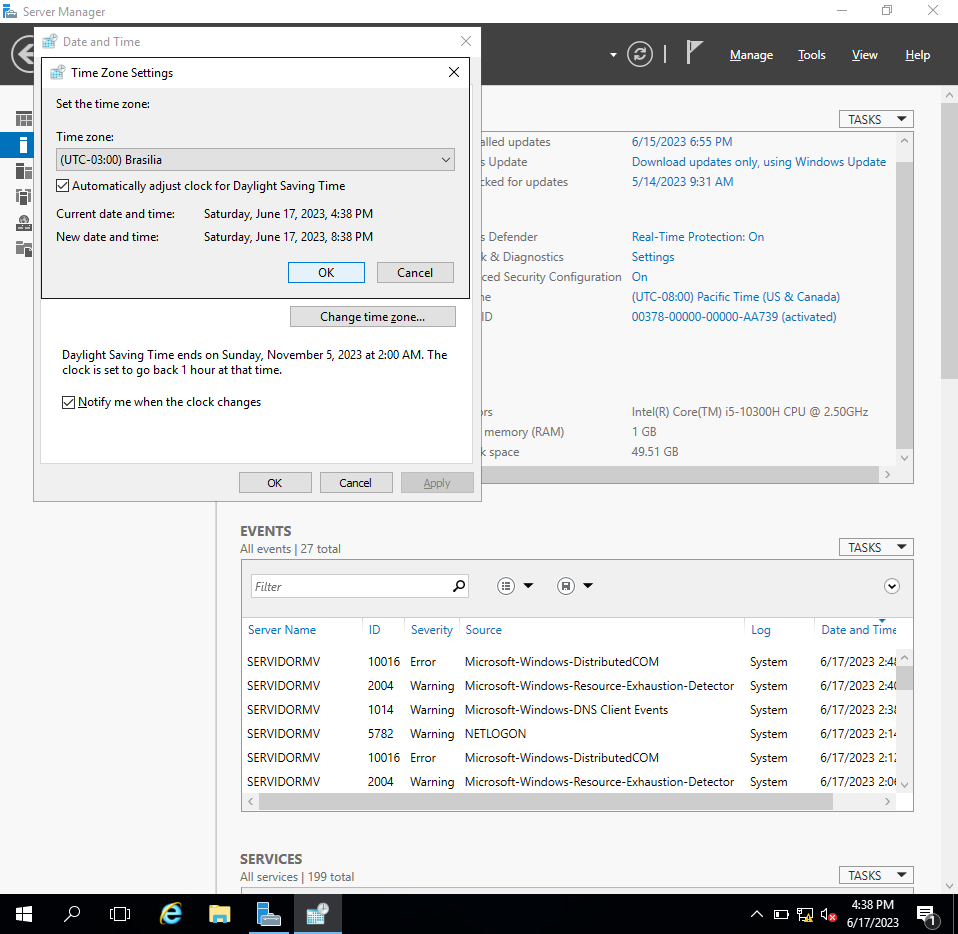 Server Manager
Date and Time
Time Zone Settings
Manage Tools View Help
Set the time zone:
Time zone:
(UTC-03:00) Brasilia
Automatically adjust clock for Daylight Saving Time
Current date and time: Saturday, June 17, 2023, 4:38 PM
New date and time: Saturday, June 17, 2023, 8:38 PM
OK Cancel
Change time zone...
Daylight Saving Time ends on Sunday, November 5, 2023 at 2:00 AM. The
clock is set to go back 1 hour at that time.
Notify me when the clock changes
OK Cancel Apply
TASKS
alled updates 6/15/2023 6:55 PM
s Update Download updates only, using Windows Update
cked for updates 5/14/2023 9:31 AM
s Defender Real-Time Protection: On
k & Diagnostics Settings
ced Security Configuration On
ne (UTC-08:00) Pacific Time (US & Canada)
ID 00378-00000-00000-AA739 (activated)
ors Intel(R) Core(TM) i5-10300H CPU @ 2.50GHz
memory (RAM) 1 GB
k space 49.51 GB
EVENTS
All events | 27 total
TASKS
Filter
Server Name ID Severity Source Log Date and Time
SERVIDORMV 10016 Error Microsoft-Windows-DistributedCOM System 6/17/2023 2:48
SERVIDORMV 2004 Warning Microsoft-Windows-Resource-Exhaustion-Detector System 6/17/2023 2:40
SERVIDORMV 1014 Warning Microsoft-Windows-DNS Client Events System 6/17/2023 2:38
SERVIDORMV 5782 Warning NETLOGON System 6/17/2023 2:14
SERVIDORMV 10016 Error Microsoft-Windows-DistributedCOM System 6/17/2023 2:12
SERVIDORMV 2004 Warning Microsoft-Windows-Resource-Exhaustion-Detector System 6/17/2023 2:06
SERVICES
All services | 199 total
TASKS
4:38 PM
6/17/2023
1